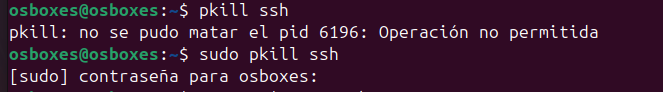 osboxes@osboxes:~$ pkill ssh
pkill: no se pudo matar el pid 6196: Operación no permitida
osboxes@osboxes:~$ sudo pkill ssh
[sudo] contraseña para osboxes: